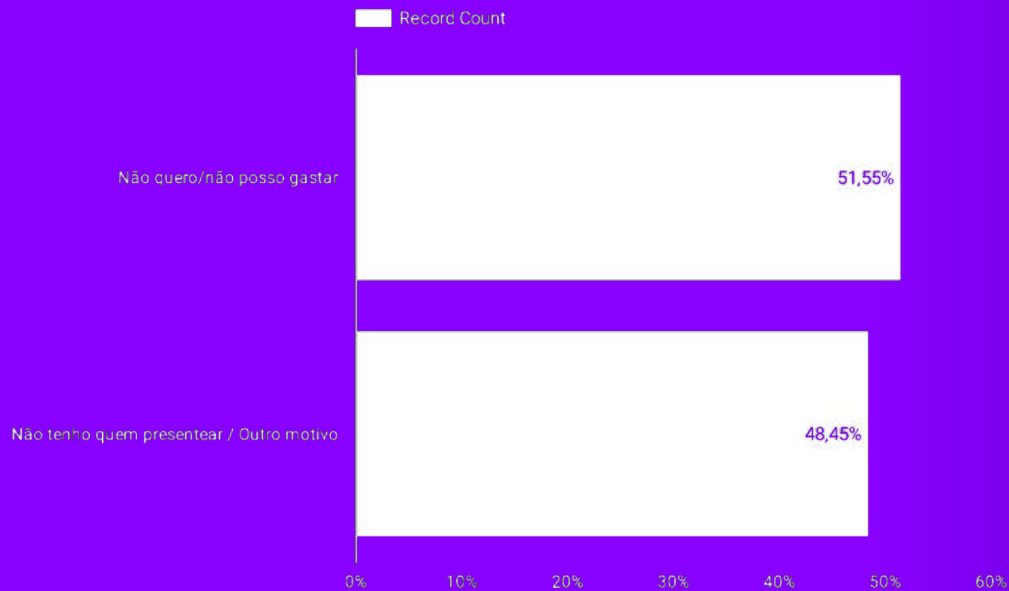 Record Count
Não quero/não posso gastar
51,55%
Não tenho quem presentear / Outro motivo
48,45%
0% 10% 20% 30% 40% 50% 60%